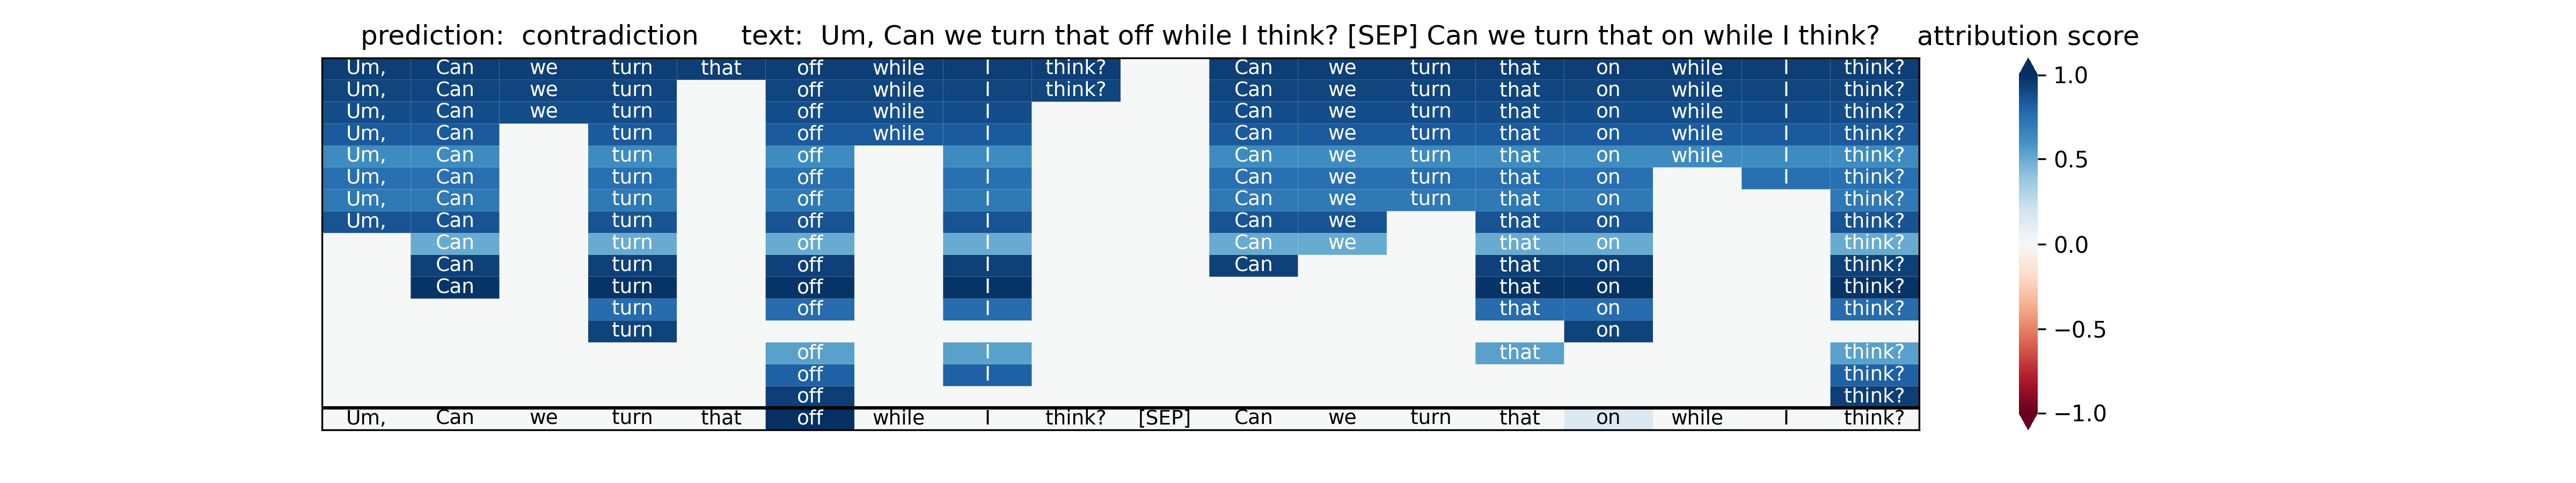 prediction: contradiction text: Um, Can we turn that off while I think? [SEP] Can we turn that on while I think? attribution score
Um, Can we turn that off while I think? Can we turn that on while I think?
Um, Can we turn off while I think? Can we turn that on while I think?
Um, Can we turn off while I Can we turn that on while I think?
Um, Can turn off while I Can we turn that on while I think?
Um, Can turn off I Can we turn that on while I think?
Um, Can turn off I Can we turn that on I think?
Um, Can turn off I Can we turn that on think?
Um, Can turn off I Can we that on think?
Can turn off I Can we that on think?
Can turn off I Can that on think?
Can turn off I that on think?
turn off I that on think?
turn on
off I that think?
off I think?
off think?
Um, Can we turn that off while I think? [SEP] Can we turn that on while I think?
1.0
0.5
0.0
−0.5
−1.0